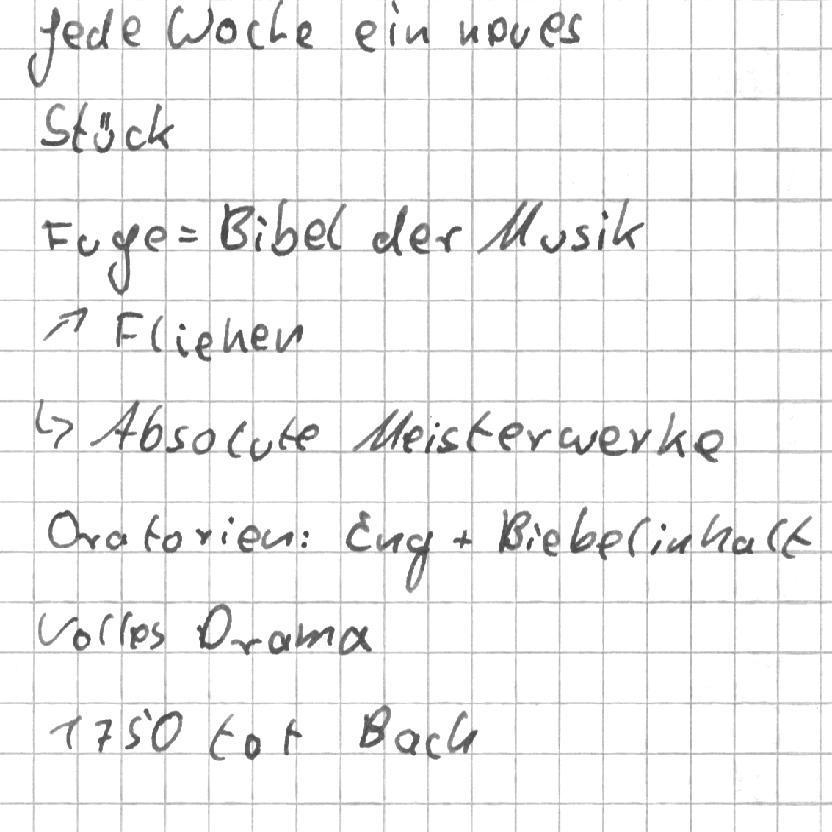 jede Woche ein neues
Stück
Fuge = Bibel der Musik
↗ Fliehen
↳ Absolute Meisterwerke
Oratorien: Eng + Biebelinhalt
Volles Drama
1750 tot Bach